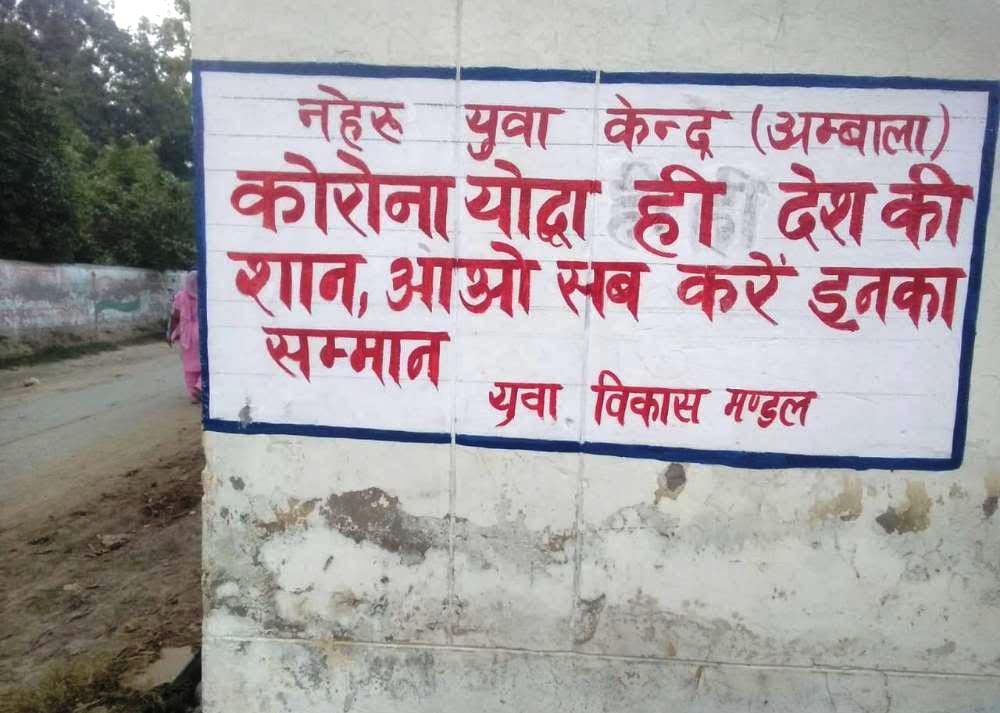 नेहरू युवा केन्द्र (अम्बाला)
कोरोना योद्धा ही देश की
शान, आओ सब करें इनका
सम्मान
युवा विकास मण्डल